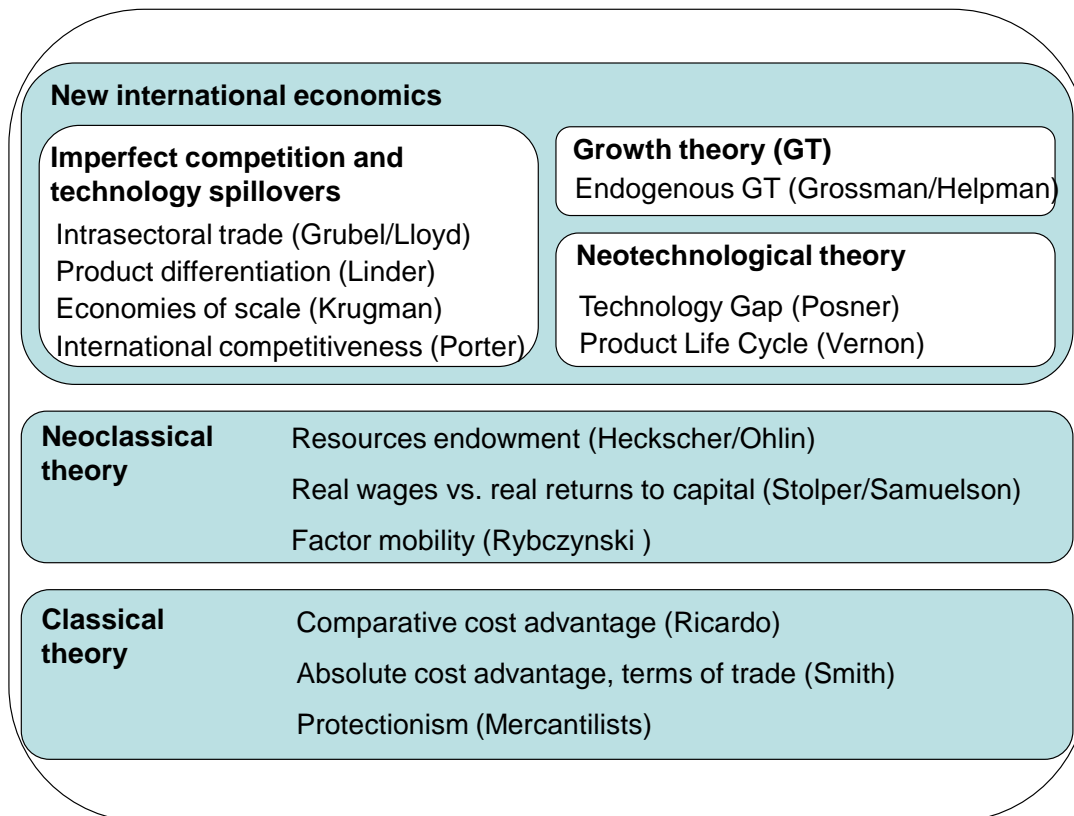 New international economics
Imperfect competition and
technology spillovers
Intrasectoral trade (Grubel/Lloyd)
Product differentiation (Linder)
Economies of scale (Krugman)
International competitiveness (Porter)
Growth theory (GT)
Endogenous GT (Grossman/Helpman)
Neotechnological theory
Technology Gap (Posner)
Product Life Cycle (Vernon)
Neoclassical
theory
Resources endowment (Heckscher/Ohlin)
Real wages vs. real returns to capital (Stolper/Samuelson)
Factor mobility (Rybczynski )
Classical
theory
Comparative cost advantage (Ricardo)
Absolute cost advantage, terms of trade (Smith)
Protectionism (Mercantilists)